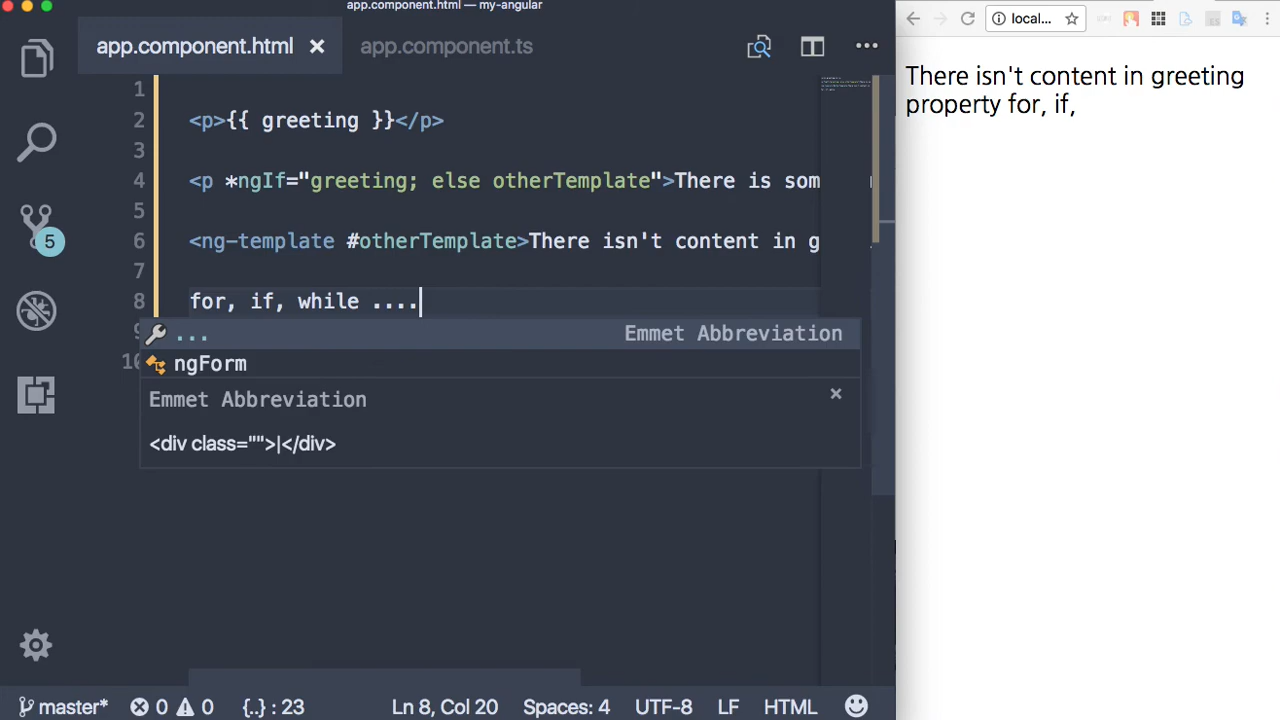 app.component.html — my-angular
app.component.html
app.component.ts
local...
1
2 <p>{{ greeting }}</p>
3
4 <p *ngIf="greeting; else otherTemplate">There is som
5
6 <ng-template #otherTemplate>There isn't content in g
7
8 for, if, while ....
... Emmet Abbreviation
10
ngForm
Emmet Abbreviation
<div class="">|</div>
5
master* 0 0 {..} : 23 Ln 8, Col 20 Spaces: 4 UTF-8 LF HTML
There isn't content in greeting
property for, if,